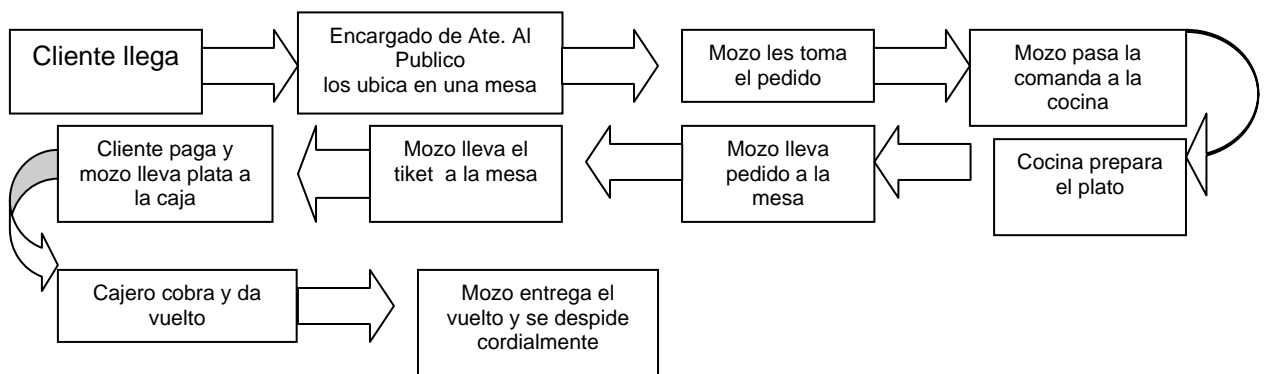 Cliente llega
Encargado de Ate. Al
Publico
los ubica en una mesa
Mozo les toma
el pedido
Mozo pasa la
comanda a la
cocina
Cocina prepara
el plato
Mozo lleva
pedido a la
mesa
Mozo lleva el
tiket a la mesa
Cliente paga y
mozo lleva plata a
la caja
Cajero cobra y da
vuelto
Mozo entrega el
vuelto y se despide
cordialmente